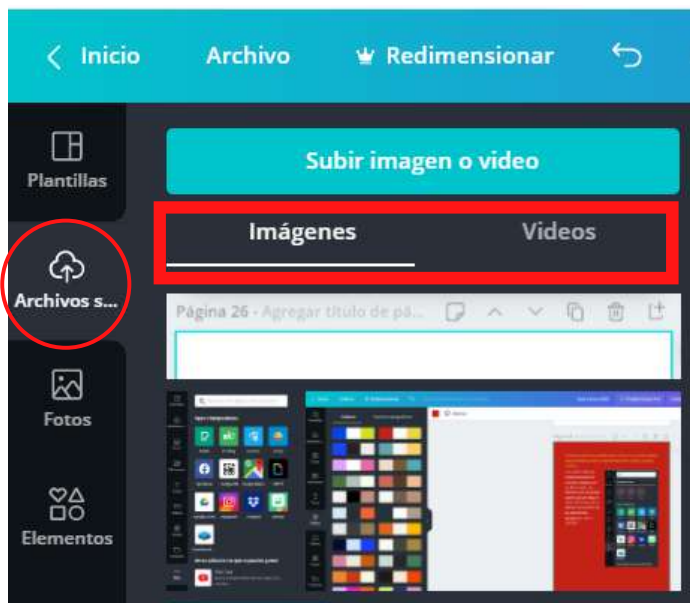 Inicio Archivo Redimensionar
Plantillas
Subir imagen o video
Imágenes Videos
Archivos s...
Página 26 - Agregar título de pá...
Fotos
Elementos